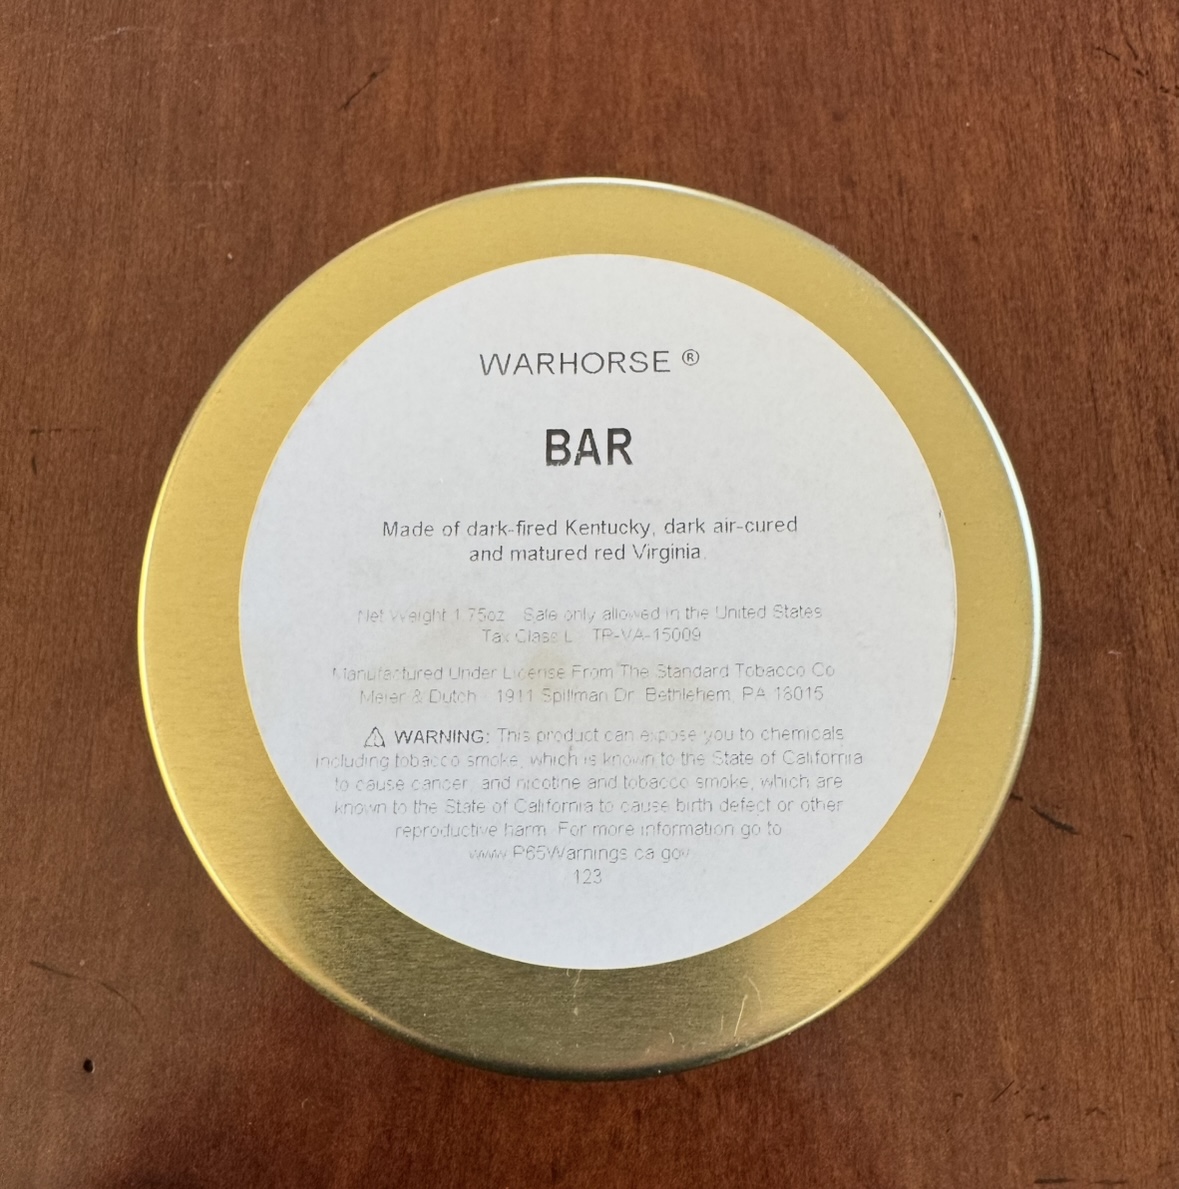 WARHORSE ®
BAR
Made of dark-fired Kentucky, dark air-cured
and matured red Virginia.
Net Weight 1.75oz Sale only allowed in the United States
Tax Class L TP-VA-15009
Manufactured Under License From The Standard Tobacco Co
Meier & Dutch 1911 Spillman Dr. Bethlehem, PA 18015
⚠ WARNING: This product can expose you to chemicals
including tobacco smoke, which is known to the State of California
to cause cancer, and nicotine and tobacco smoke, which are
known to the State of California to cause birth defect or other
reproductive harm. For more information go to
www.P65Warnings.ca.gov
123